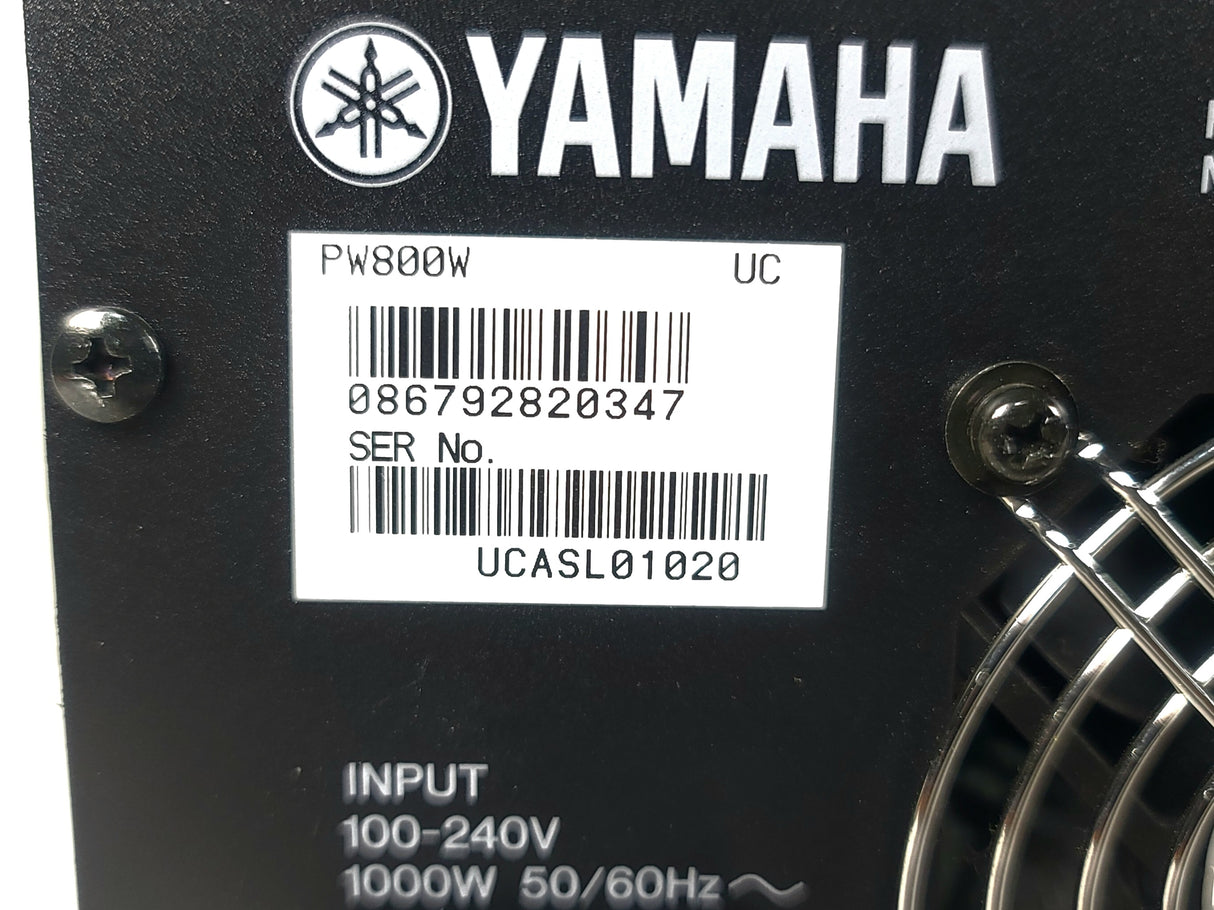 YAMAHA
PW800W UC
086792820347
SER No.
UCASL01020
INPUT
100-240V
1000W 50/60Hz